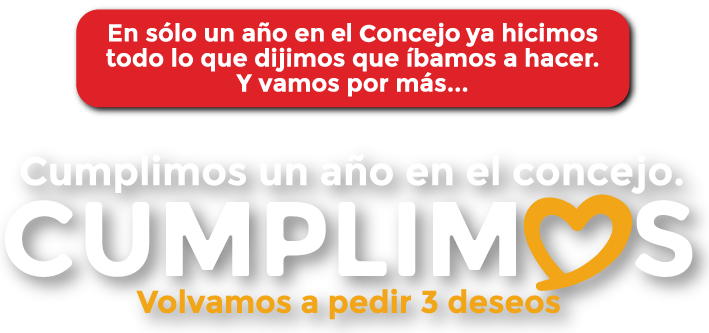 En sólo un año en el Concejo ya hicimos
todo lo que dijimos que íbamos a hacer.
Y vamos por más...
Cumplimos un año en el concejo.
CUMPLIMOS
Volvamos a pedir 3 deseos